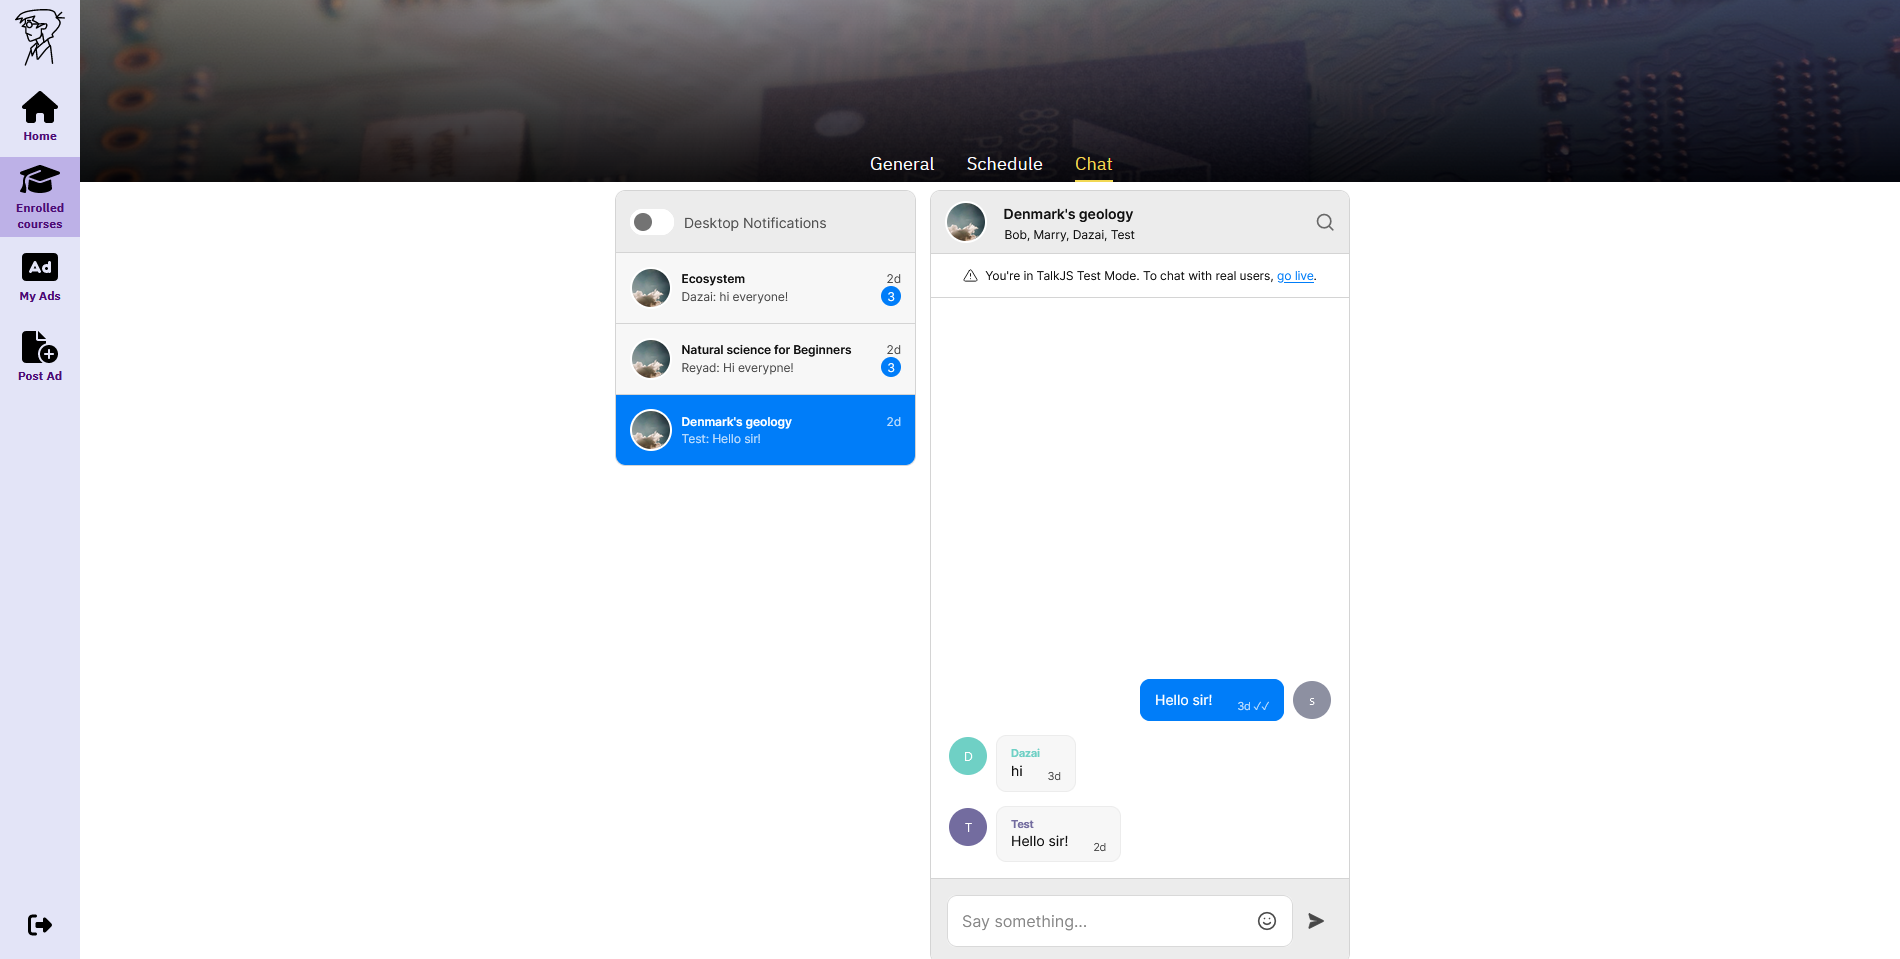 Home
Enrolled
courses
Ad
My Ads
Post Ad
General
Schedule
Chat
Desktop Notifications
Ecosystem
2d
Dazai: hi everyone!
3
Natural science for Beginners
2d
Reyad: Hi everypne!
3
Denmark's geology
2d
Test: Hello sir!
Denmark's geology
Bob, Marry, Dazai, Test
You're in TalkJS Test Mode. To chat with real users, go live.
Hello sir!
3d
s
D
Dazai
hi
3d
T
Test
Hello sir!
2d
Say something...